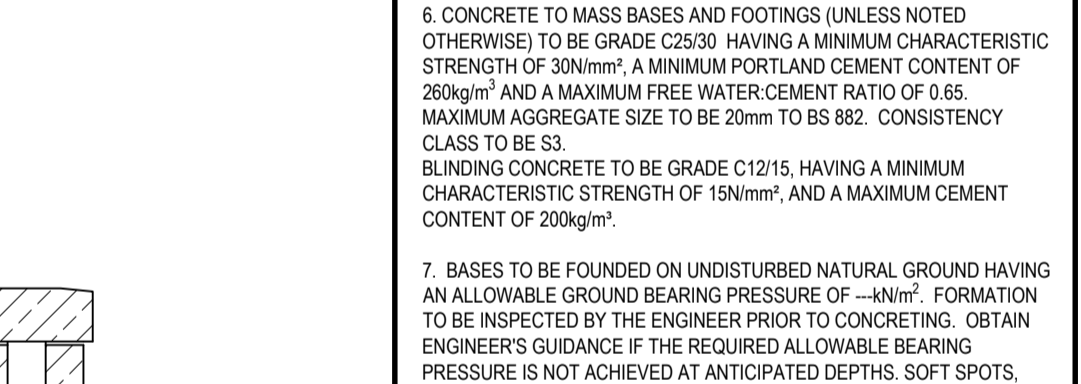 6. CONCRETE TO MASS BASES AND FOOTINGS (UNLESS NOTED
OTHERWISE) TO BE GRADE C25/30 HAVING A MINIMUM CHARACTERISTIC
STRENGTH OF 30N/mm², A MINIMUM PORTLAND CEMENT CONTENT OF
260kg/m³ AND A MAXIMUM FREE WATER:CEMENT RATIO OF 0.65.
MAXIMUM AGGREGATE SIZE TO BE 20mm TO BS 882. CONSISTENCY
CLASS TO BE S3.
BLINDING CONCRETE TO BE GRADE C12/15, HAVING A MINIMUM
CHARACTERISTIC STRENGTH OF 15N/mm², AND A MAXIMUM CEMENT
CONTENT OF 200kg/m³.
7. BASES TO BE FOUNDED ON UNDISTURBED NATURAL GROUND HAVING
AN ALLOWABLE GROUND BEARING PRESSURE OF ---kN/m². FORMATION
TO BE INSPECTED BY THE ENGINEER PRIOR TO CONCRETING. OBTAIN
ENGINEER'S GUIDANCE IF THE REQUIRED ALLOWABLE BEARING
PRESSURE IS NOT ACHIEVED AT ANTICIPATED DEPTHS. SOFT SPOTS,